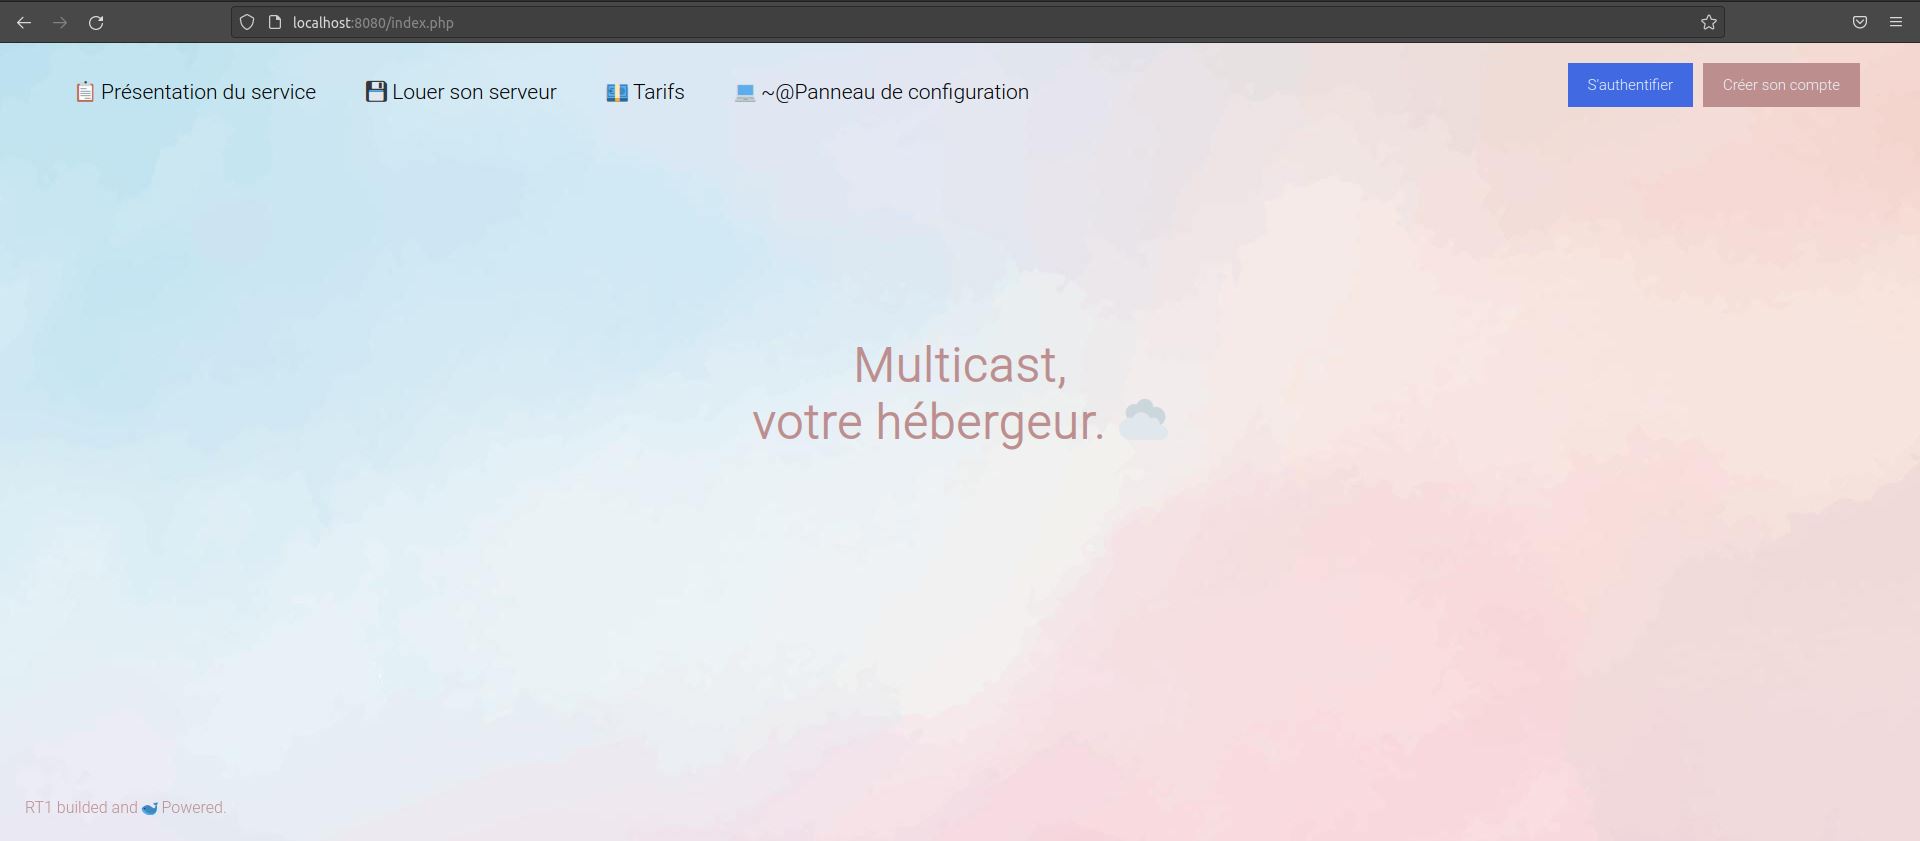 localhost:8080/index.php
📋 Présentation du service 💾 Louer son serveur 💶 Tarifs 💻 ~@Panneau de configuration S'authentifier Créer son compte
Multicast,
votre hébergeur. ☁
RT1 builded and 🐋 Powered.